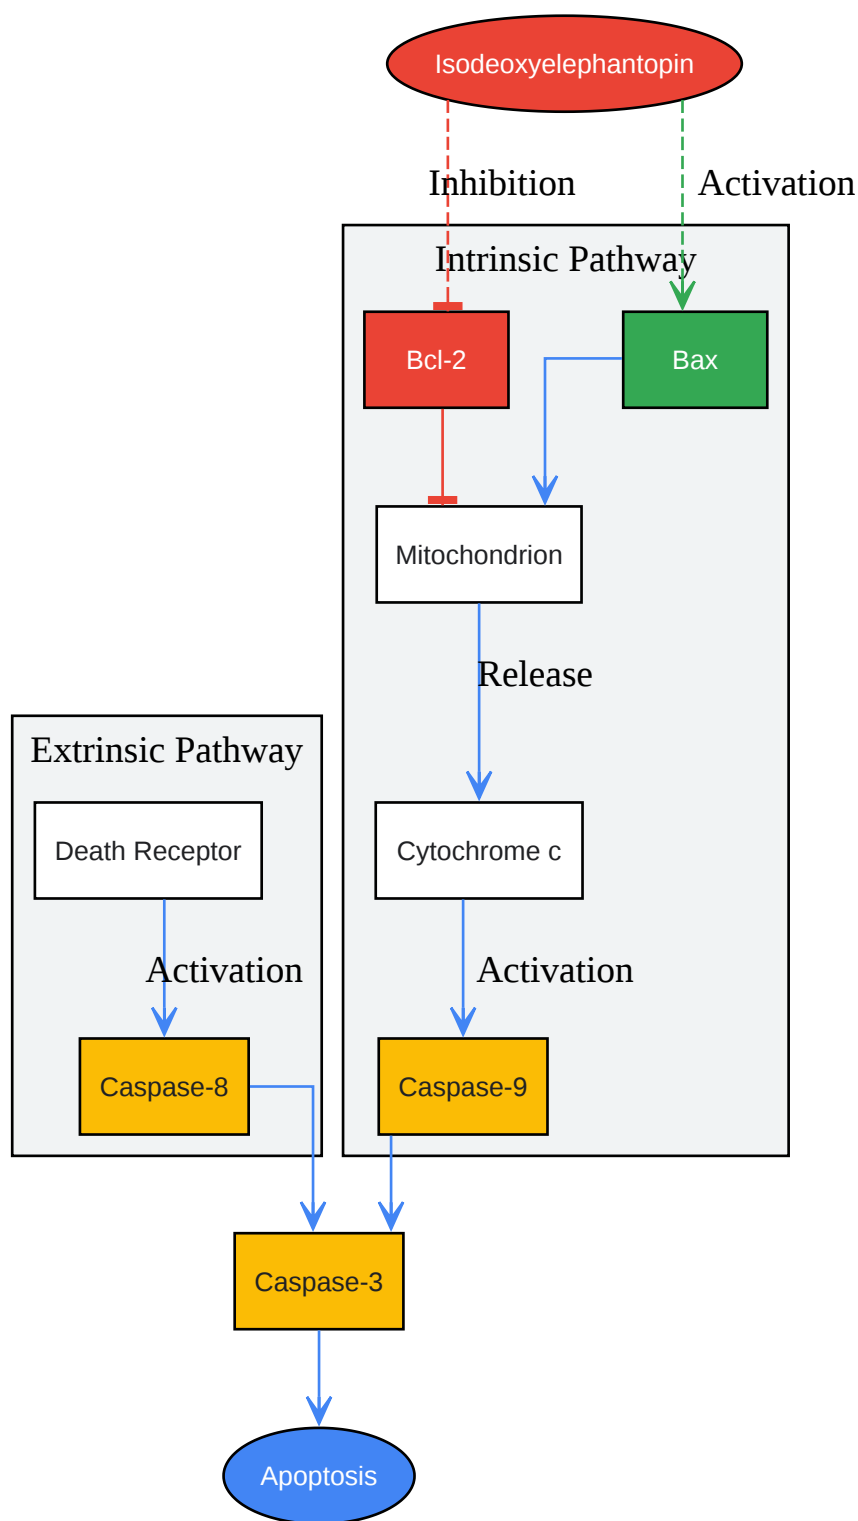 Isodeoxyelephantopin
Inhibition
Activation
Intrinsic Pathway
Bcl-2
Bax
Mitochondrion
Release
Extrinsic Pathway
Death Receptor
Cytochrome c
Activation
Activation
Caspase-8
Caspase-9
Caspase-3
Apoptosis